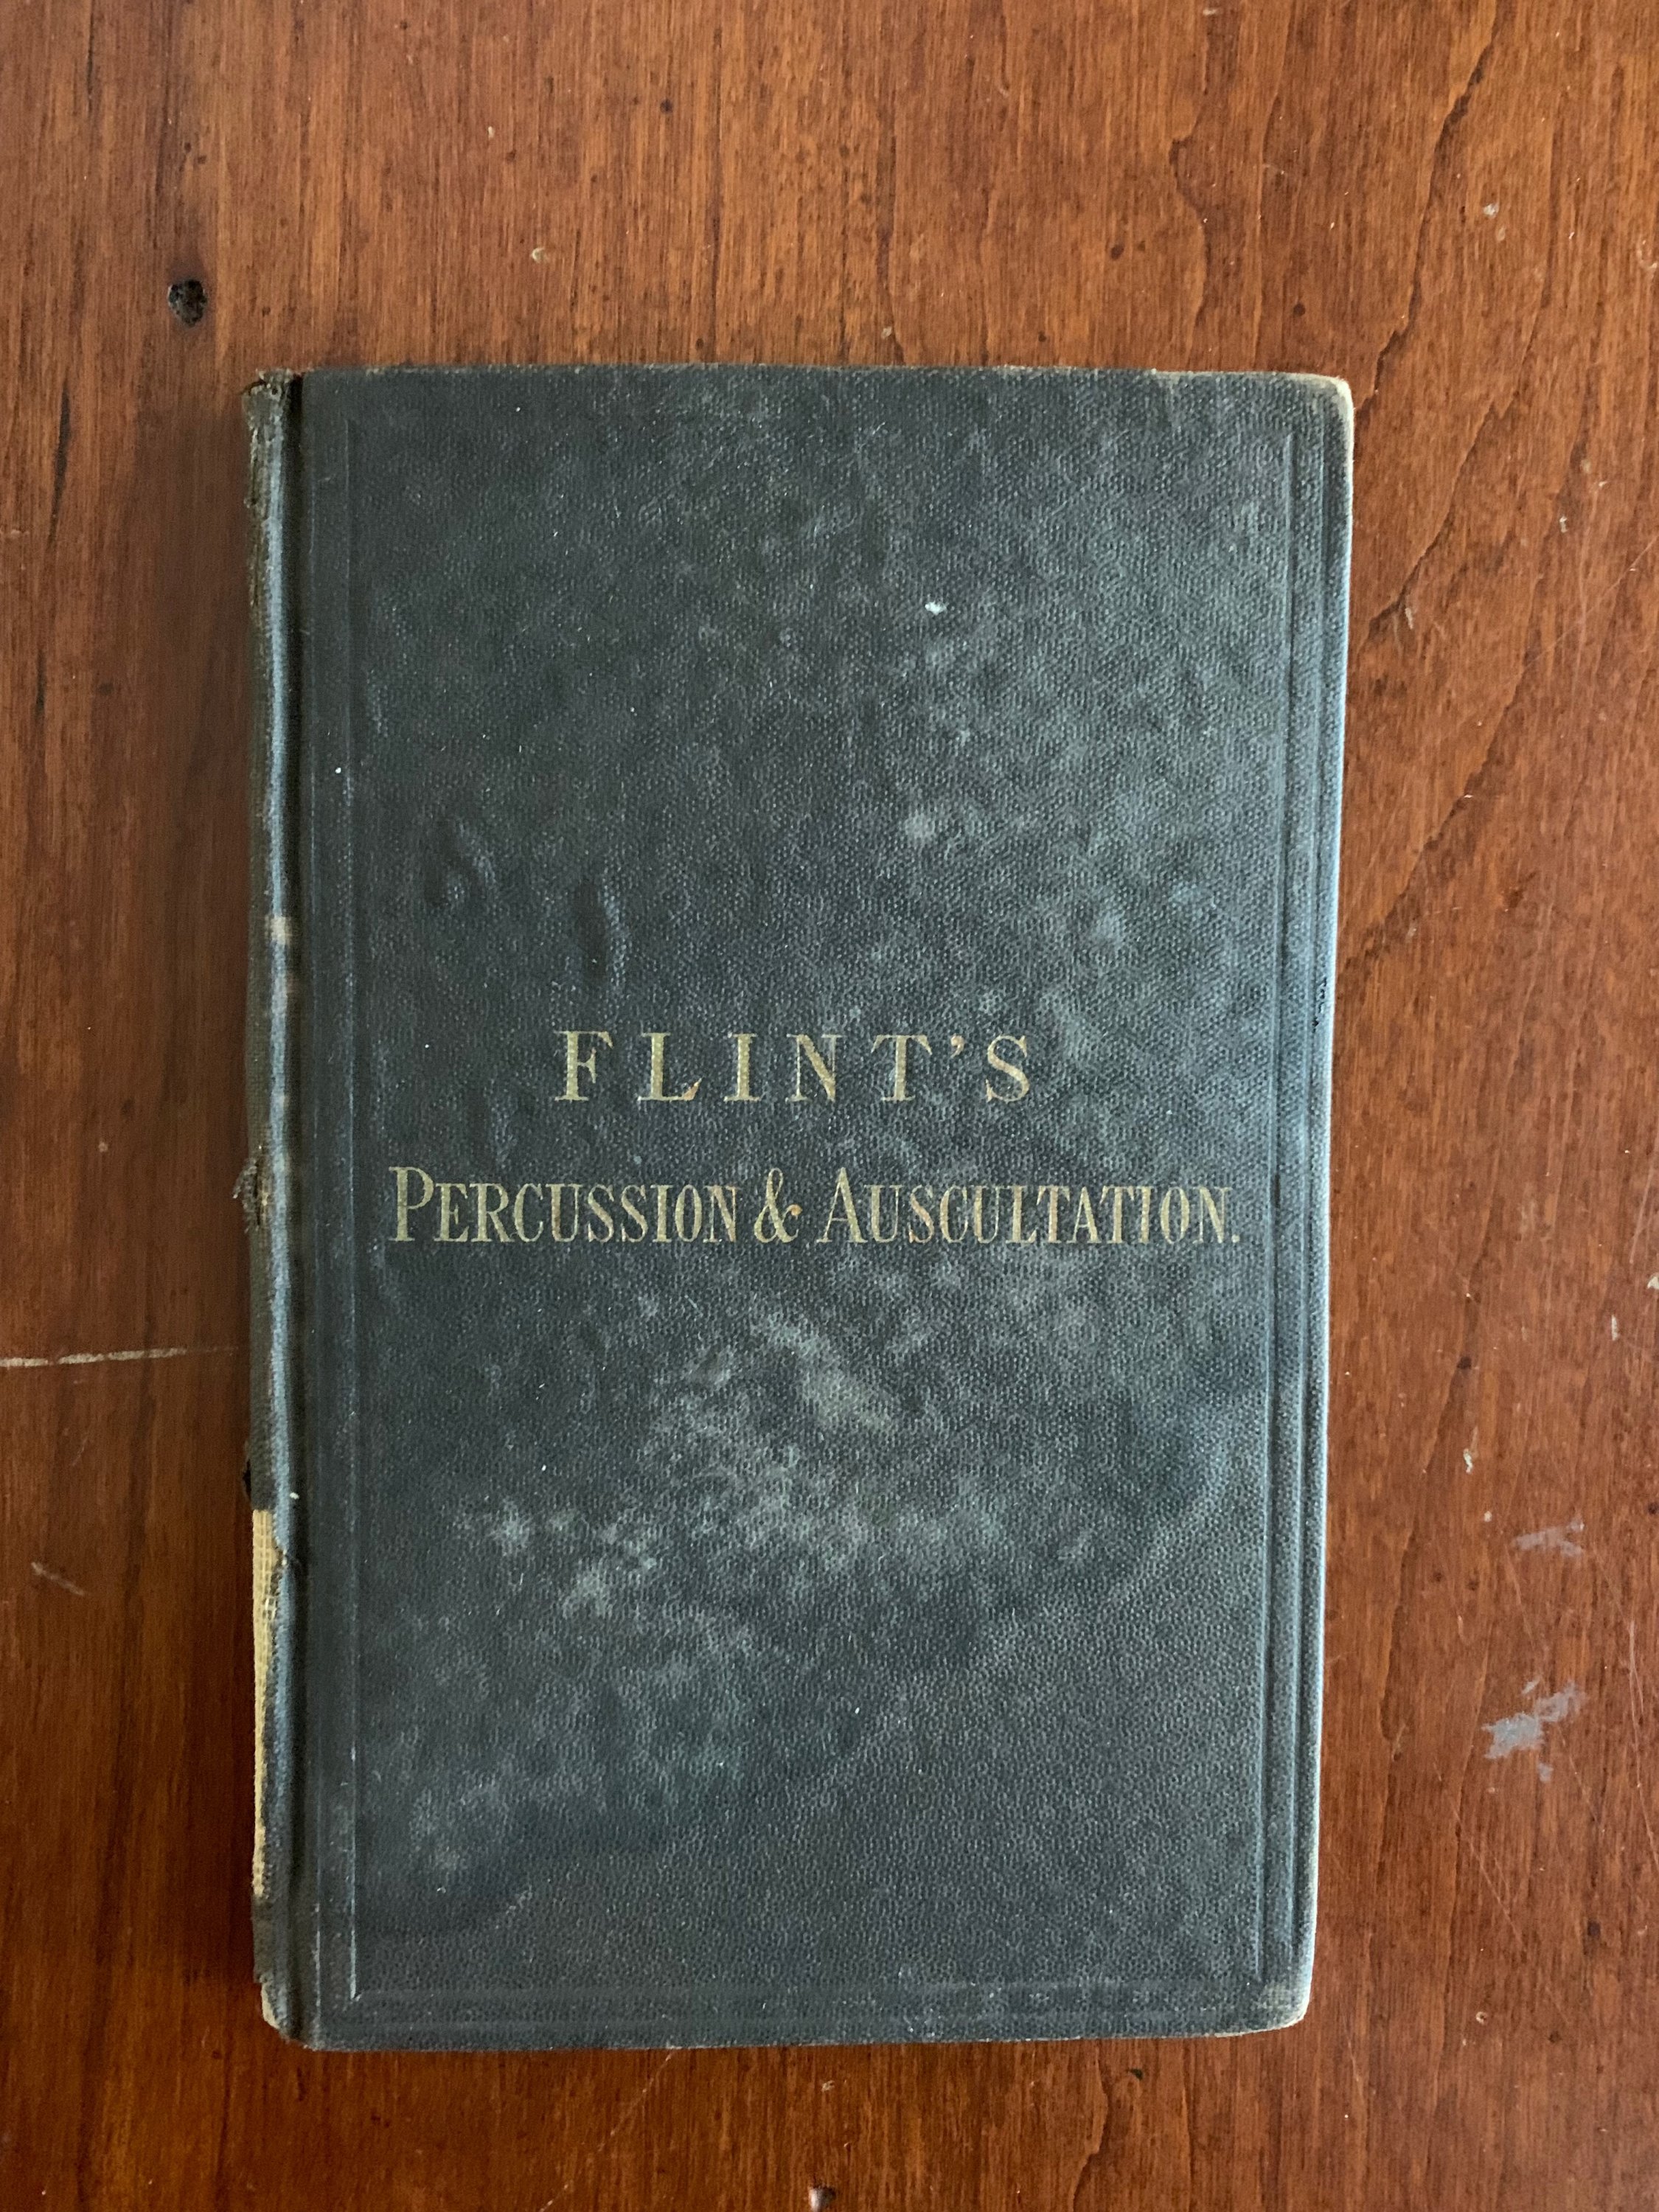 FLINT'S
PERCUSSION & AUSCULTATION.